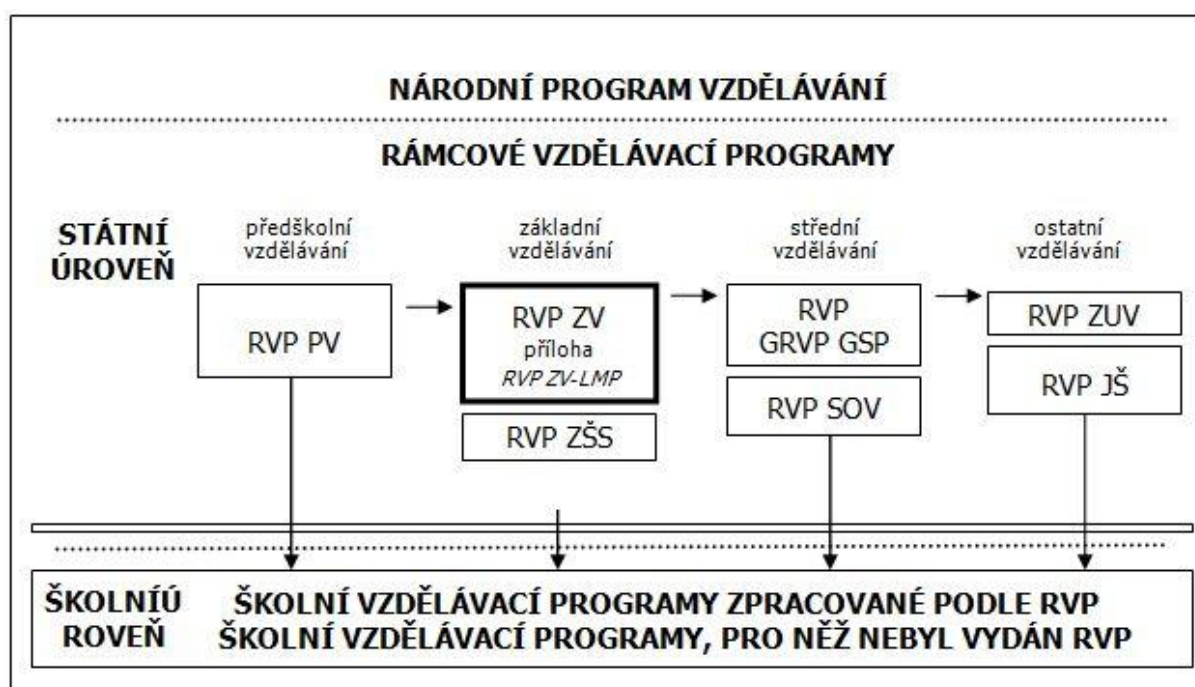 NÁRODNÍ PROGRAM VZDĚLÁVÁNÍ
RÁMCOVÉ VZDĚLÁVACÍ PROGRAMY
STÁTNÍ
ÚROVEŇ
předškolní
vzdělávání
základní
vzdělávání
střední
vzdělávání
ostatní
vzdělávání
RVP PV
RVP ZV
příloha
RVP ZV-LMP
RVP ZŠS
RVP
GRVP GSP
RVP SOV
RVP ZUV
RVP JŠ
ŠKOLNÍÚ
ROVEŇ
ŠKOLNÍ VZDĚLÁVACÍ PROGRAMY ZPRACOVANÉ PODLE RVP
ŠKOLNÍ VZDĚLÁVACÍ PROGRAMY, PRO NĚŽ NEBYL VYDÁN RVP